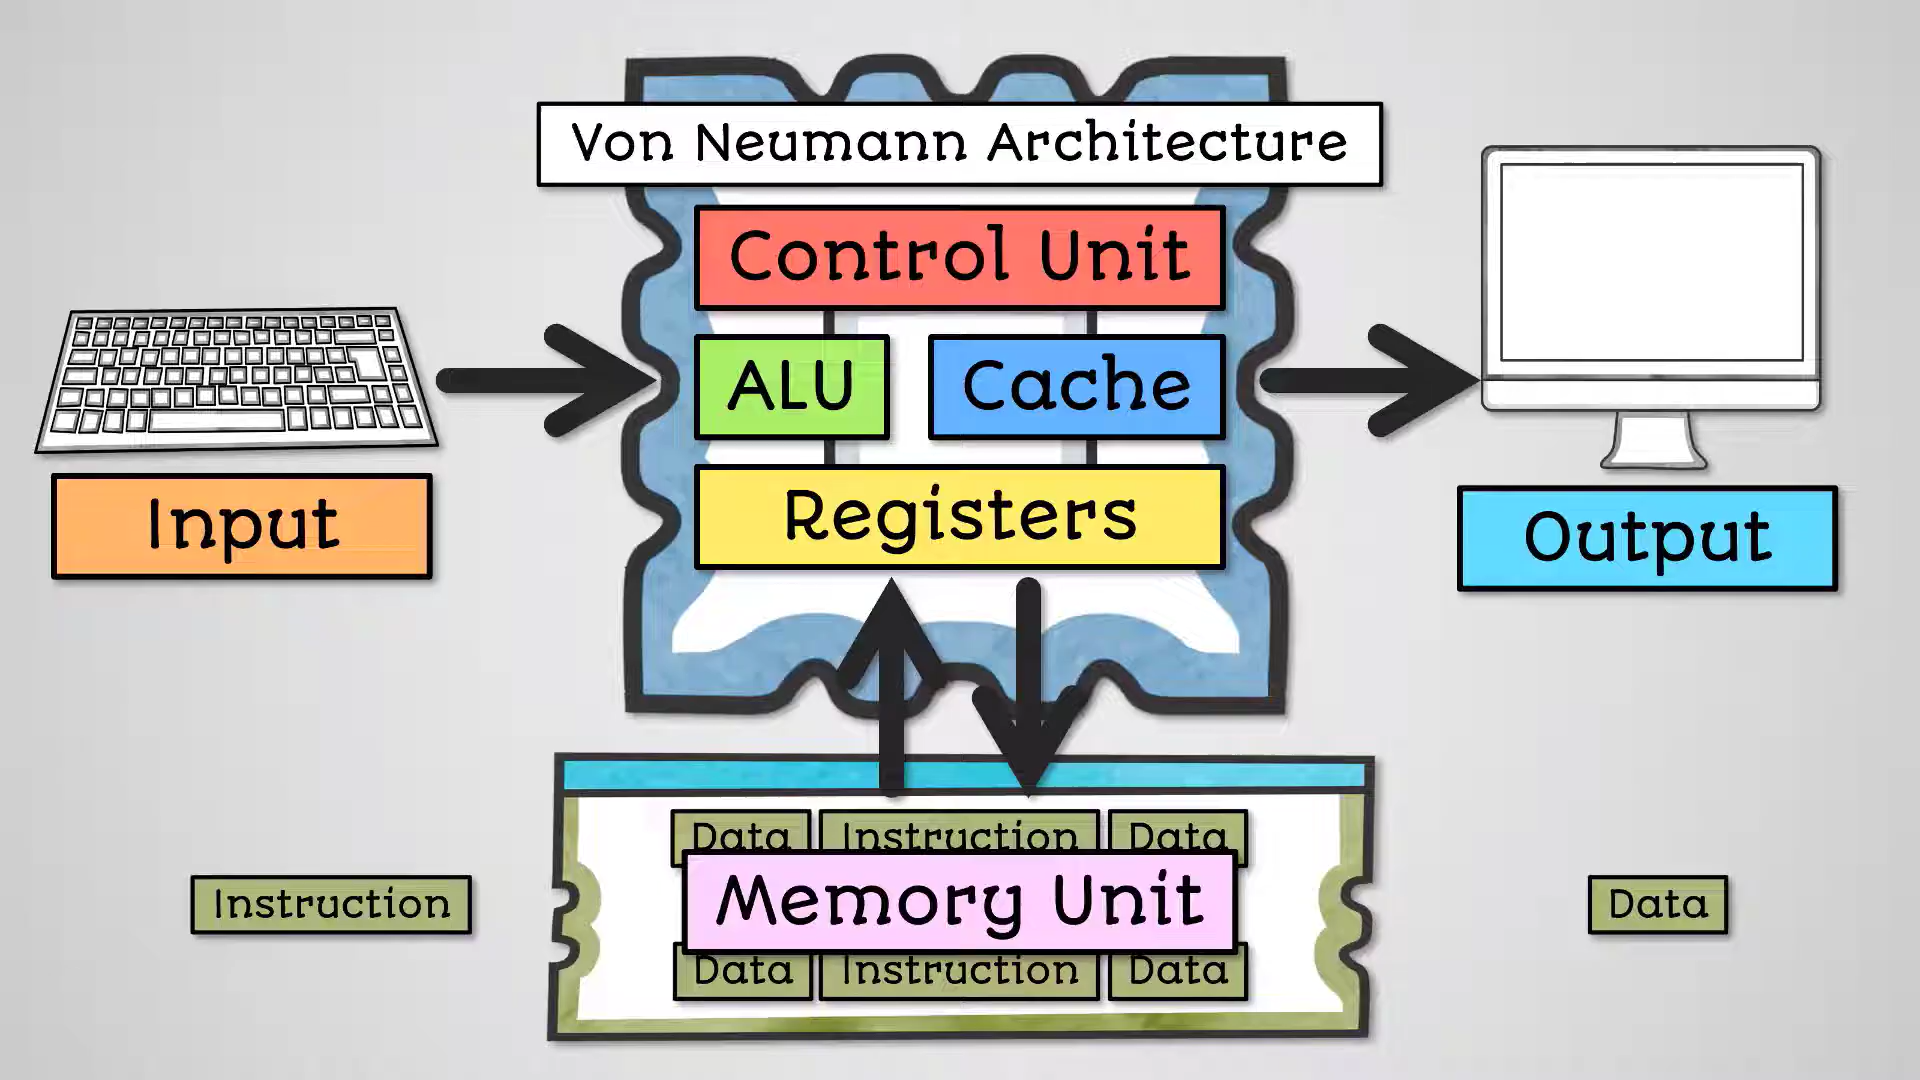 Von Neumann Architecture
Control Unit
ALU
Cache
Registers
Input
Output
Data
Instruction
Data
Memory Unit
Data
Instruction
Data
Instruction
Data